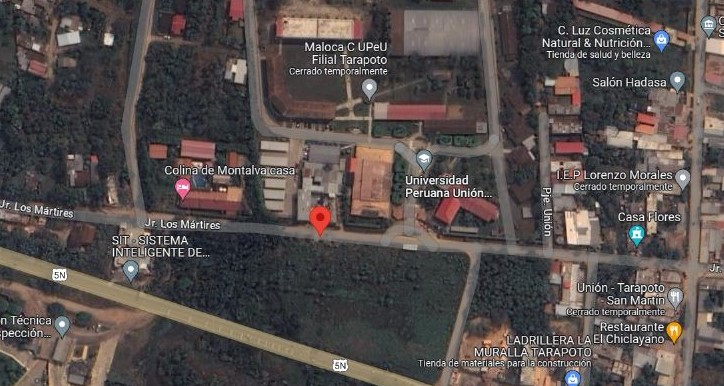 C. Luz Cosmética
Natural & Nutrición...
Tienda de salud y belleza
Maloca C UPeU
Filial Tarapoto
Cerrado temporalmente
Salón Hadasa
Colina de Montalva casa
Universidad
Peruana Unión...
I.E.P Lorenzo Morales
Cerrado temporalmente
Pje. Unión
Casa Flores
Jr. Los Mártires
Jr. Los Mártires
SIT - SISTEMA
INTELIGENTE DE...
Jr.
5N
Unión - Tarapoto
- San Martín
Cerrado temporalmente
Restaurante
El Chiclayano
ón Técnica
spección...
LADRILLERA LA
MURALLA TARAPOTO
Tienda de materiales para la construcción
5N